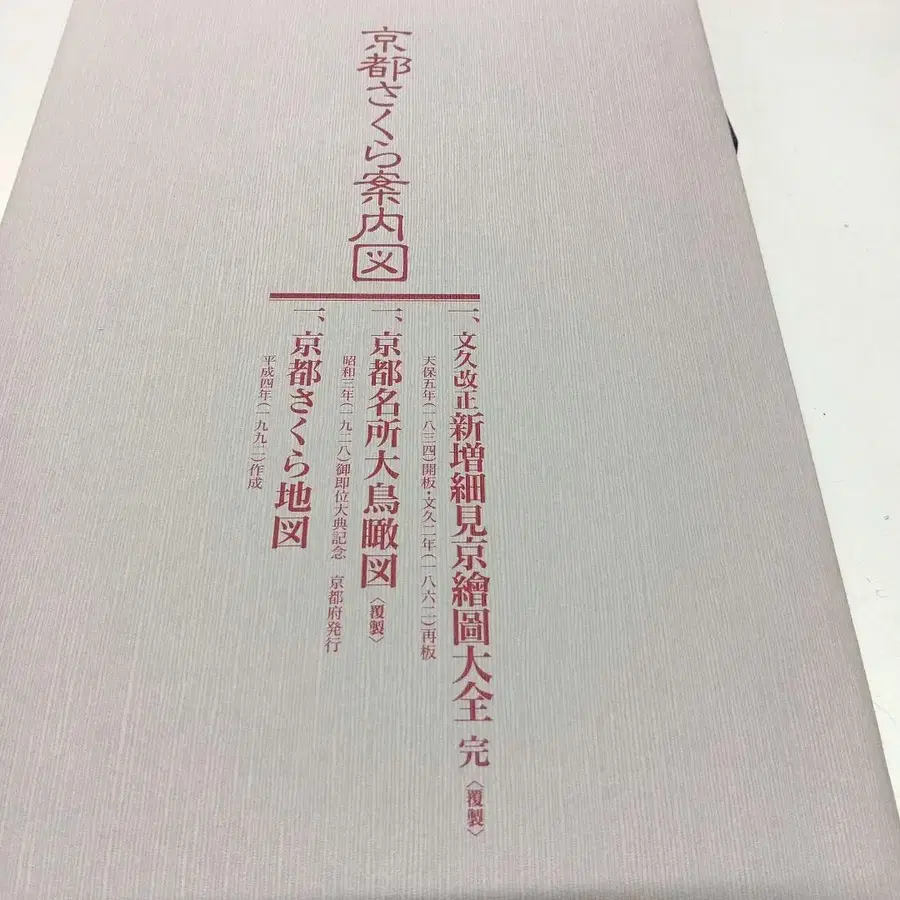 京都さくら案内図
一、文久改正新増細見京繪圖大全 完〈覆製〉
天保五年(一八三四)開板・文久二年(一八六二)再板
一、京都名所大鳥瞰図〈覆製〉
昭和三年(一九二八)御即位大典記念 京都府発行
一、京都さくら地図
平成四年(一九九二)作成